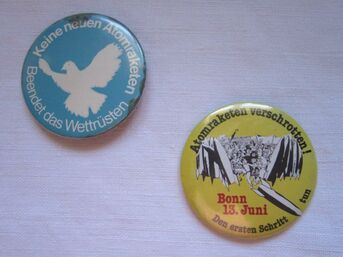 Keine neuen Atomraketen
Beendet das Wettrüsten
Atomraketen verschrotten!
Bonn
13. Juni
Den ersten Schritt tun